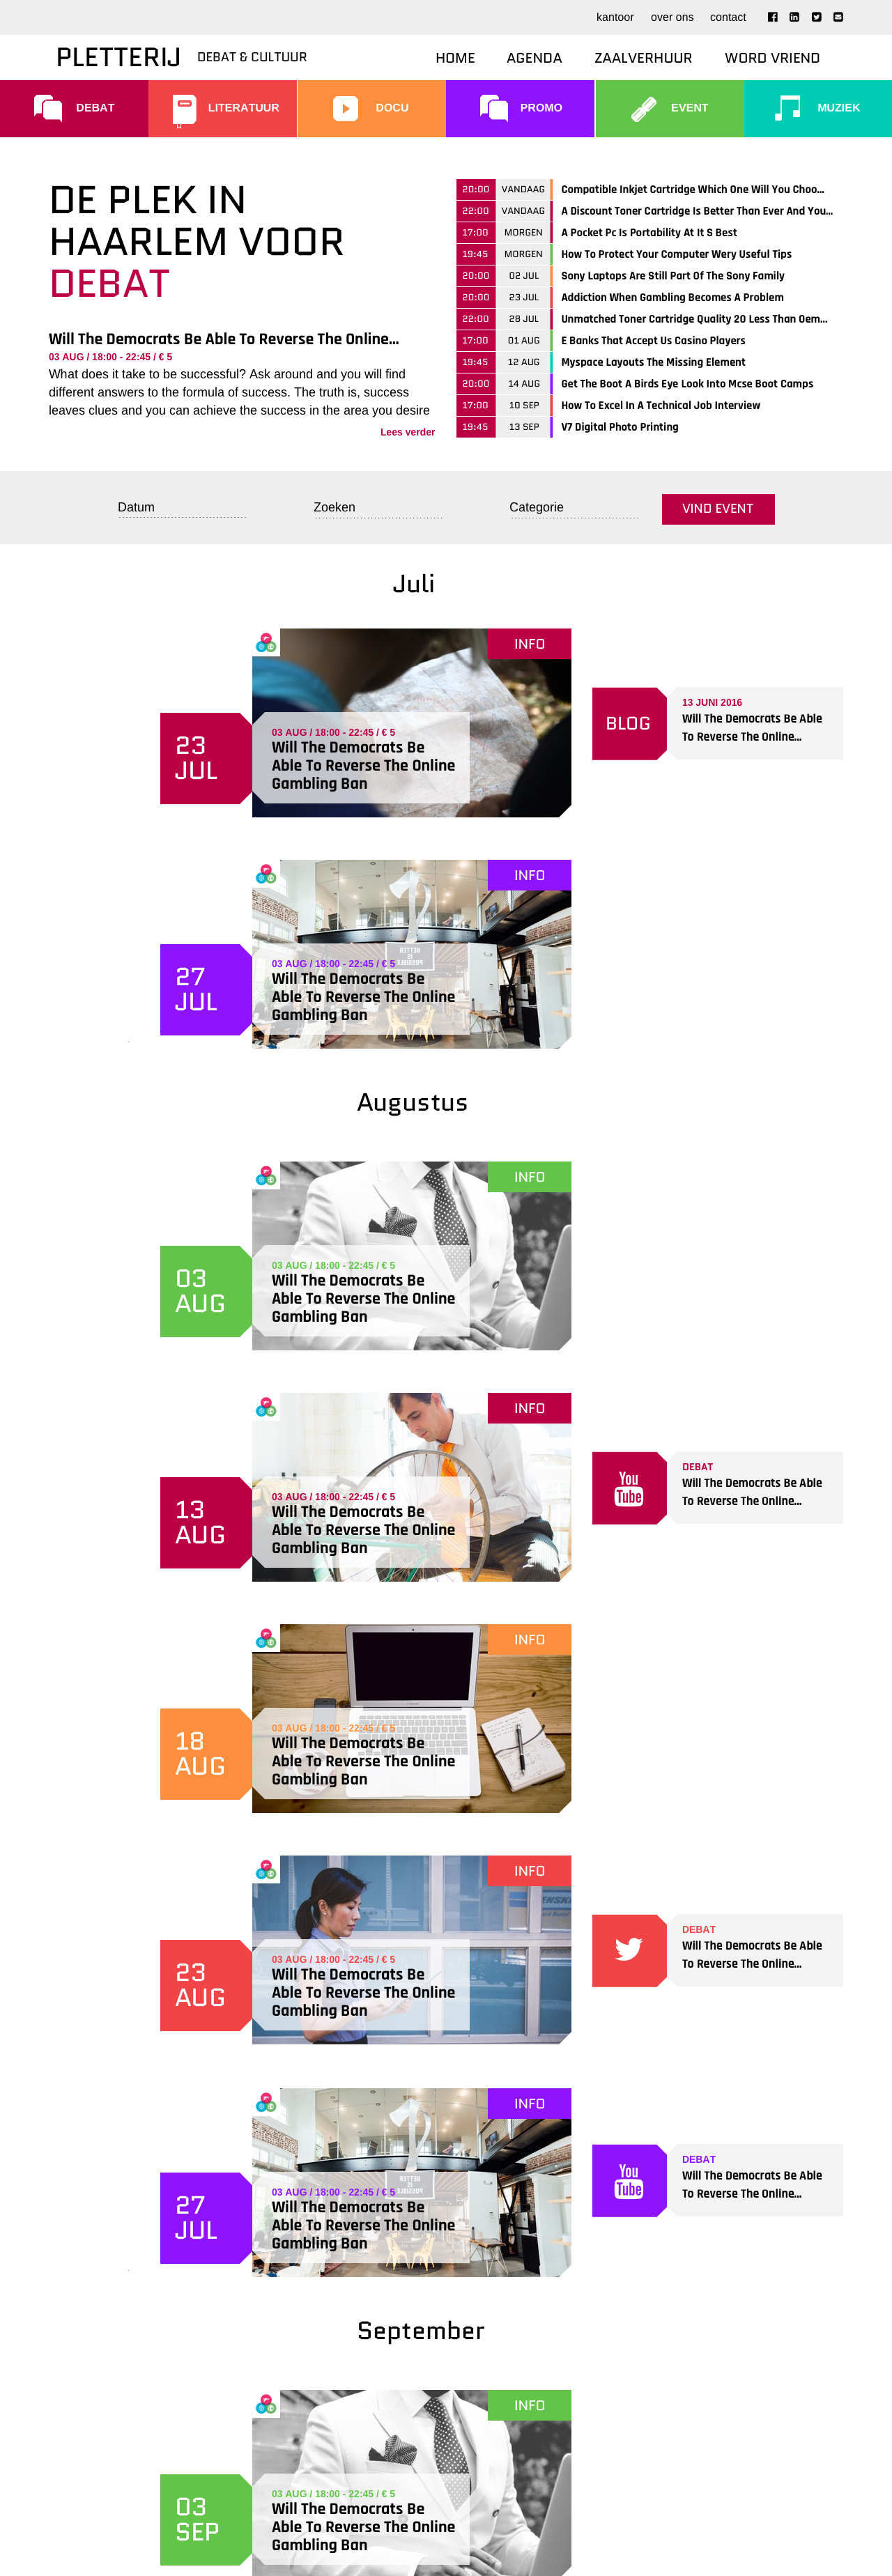 kantoor over ons contact
PLETTERIJ DEBAT & CULTUUR HOME AGENDA ZAALVERHUUR WORD VRIEND
DEBAT LITERATUUR DOCU PROMO EVENT MUZIEK
DE PLEK IN
HAARLEM VOOR
DEBAT
Will The Democrats Be Able To Reverse The Online...
03 AUG / 18:00 - 22:45 / € 5
What does it take to be successful? Ask around and you will find
different answers to the formula of success. The truth is, success
leaves clues and you can achieve the success in the area you desire
Lees verder
20:00 VANDAAG Compatible Inkjet Cartridge Which One Will You Choo...
22:00 VANDAAG A Discount Toner Cartridge Is Better Than Ever And You...
17:00 MORGEN A Pocket Pc Is Portability At It S Best
19:45 MORGEN How To Protect Your Computer Wery Useful Tips
20:00 02 JUL Sony Laptops Are Still Part Of The Sony Family
20:00 23 JUL Addiction When Gambling Becomes A Problem
22:00 28 JUL Unmatched Toner Cartridge Quality 20 Less Than Oem...
17:00 01 AUG E Banks That Accept Us Casino Players
19:45 12 AUG Myspace Layouts The Missing Element
20:00 14 AUG Get The Boot A Birds Eye Look Into Mcse Boot Camps
17:00 10 SEP How To Excel In A Technical Job Interview
19:45 13 SEP V7 Digital Photo Printing
Datum Zoeken Categorie VIND EVENT
Juli
INFO
23
JUL
03 AUG / 18:00 - 22:45 / € 5
Will The Democrats Be
Able To Reverse The Online
Gambling Ban
BLOG
13 JUNI 2016
Will The Democrats Be Able
To Reverse The Online...
INFO
27
JUL
03 AUG / 18:00 - 22:45 / € 5
Will The Democrats Be
Able To Reverse The Online
Gambling Ban
Augustus
INFO
03
AUG
03 AUG / 18:00 - 22:45 / € 5
Will The Democrats Be
Able To Reverse The Online
Gambling Ban
INFO
13
AUG
03 AUG / 18:00 - 22:45 / € 5
Will The Democrats Be
Able To Reverse The Online
Gambling Ban
You
Tube
DEBAT
Will The Democrats Be Able
To Reverse The Online...
INFO
18
AUG
03 AUG / 18:00 - 22:45 / € 5
Will The Democrats Be
Able To Reverse The Online
Gambling Ban
INFO
23
AUG
03 AUG / 18:00 - 22:45 / € 5
Will The Democrats Be
Able To Reverse The Online
Gambling Ban
DEBAT
Will The Democrats Be Able
To Reverse The Online...
INFO
27
JUL
03 AUG / 18:00 - 22:45 / € 5
Will The Democrats Be
Able To Reverse The Online
Gambling Ban
You
Tube
DEBAT
Will The Democrats Be Able
To Reverse The Online...
September
INFO
03
SEP
03 AUG / 18:00 - 22:45 / € 5
Will The Democrats Be
Able To Reverse The Online
Gambling Ban